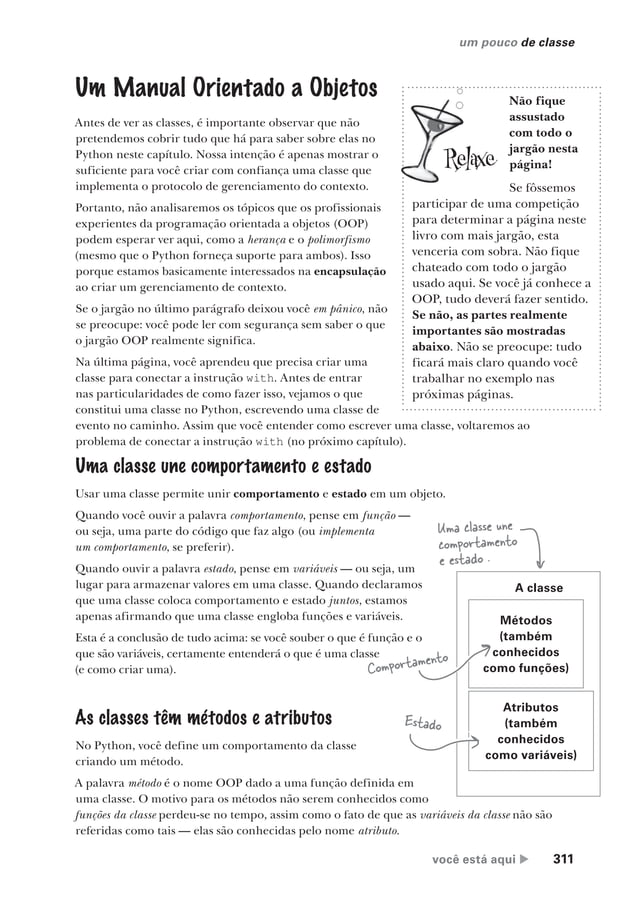 um pouco de classe
Um Manual Orientado a Objetos
Antes de ver as classes, é importante observar que não
pretendemos cobrir tudo que há para saber sobre elas no
Python neste capítulo. Nossa intenção é apenas mostrar o
suficiente para você criar com confiança uma classe que
implementa o protocolo de gerenciamento do contexto.
Portanto, não analisaremos os tópicos que os profissionais
experientes da programação orientada a objetos (OOP)
podem esperar ver aqui, como a herança e o polimorfismo
(mesmo que o Python forneça suporte para ambos). Isso
porque estamos basicamente interessados na encapsulação
ao criar um gerenciamento de contexto.
Se o jargão no último parágrafo deixou você em pânico, não
se preocupe: você pode ler com segurança sem saber o que
o jargão OOP realmente significa.
Na última página, você aprendeu que precisa criar uma
classe para conectar a instrução with. Antes de entrar
nas particularidades de como fazer isso, vejamos o que
constitui uma classe no Python, escrevendo uma classe de
evento no caminho. Assim que você entender como escrever uma classe, voltaremos ao
problema de conectar a instrução with (no próximo capítulo).
Relaxe
Não fique
assustado
com todo o
jargão nesta
página!
Se fôssemos
participar de uma competição
para determinar a página neste
livro com mais jargão, esta
venceria com sobra. Não fique
chateado com todo o jargão
usado aqui. Se você já conhece a
OOP, tudo deverá fazer sentido.
Se não, as partes realmente
importantes são mostradas
abaixo. Não se preocupe: tudo
ficará mais claro quando você
trabalhar no exemplo nas
próximas páginas.
Uma classe une comportamento e estado
Usar uma classe permite unir comportamento e estado em um objeto.
Quando você ouvir a palavra comportamento, pense em função —
ou seja, uma parte do código que faz algo (ou implementa
um comportamento, se preferir).
Quando ouvir a palavra estado, pense em variáveis — ou seja, um
lugar para armazenar valores em uma classe. Quando declaramos
que uma classe coloca comportamento e estado juntos, estamos
apenas afirmando que uma classe engloba funções e variáveis.
Esta é a conclusão de tudo acima: se você souber o que é função e o
que são variáveis, certamente entenderá o que é uma classe
(e como criar uma).
Uma classe une
comportamento
e estado .
A classe
Métodos
(também
conhecidos
como funções)
Comportamento
Atributos
(também
conhecidos
como variáveis)
Estado
As classes têm métodos e atributos
No Python, você define um comportamento da classe
criando um método.
A palavra método é o nome OOP dado a uma função definida em
uma classe. O motivo para os métodos não serem conhecidos como
funções da classe perdeu-se no tempo, assim como o fato de que as variáveis da classe não são
referidas como tais — elas são conhecidas pelo nome atributo.
você está aqui ▶ 311